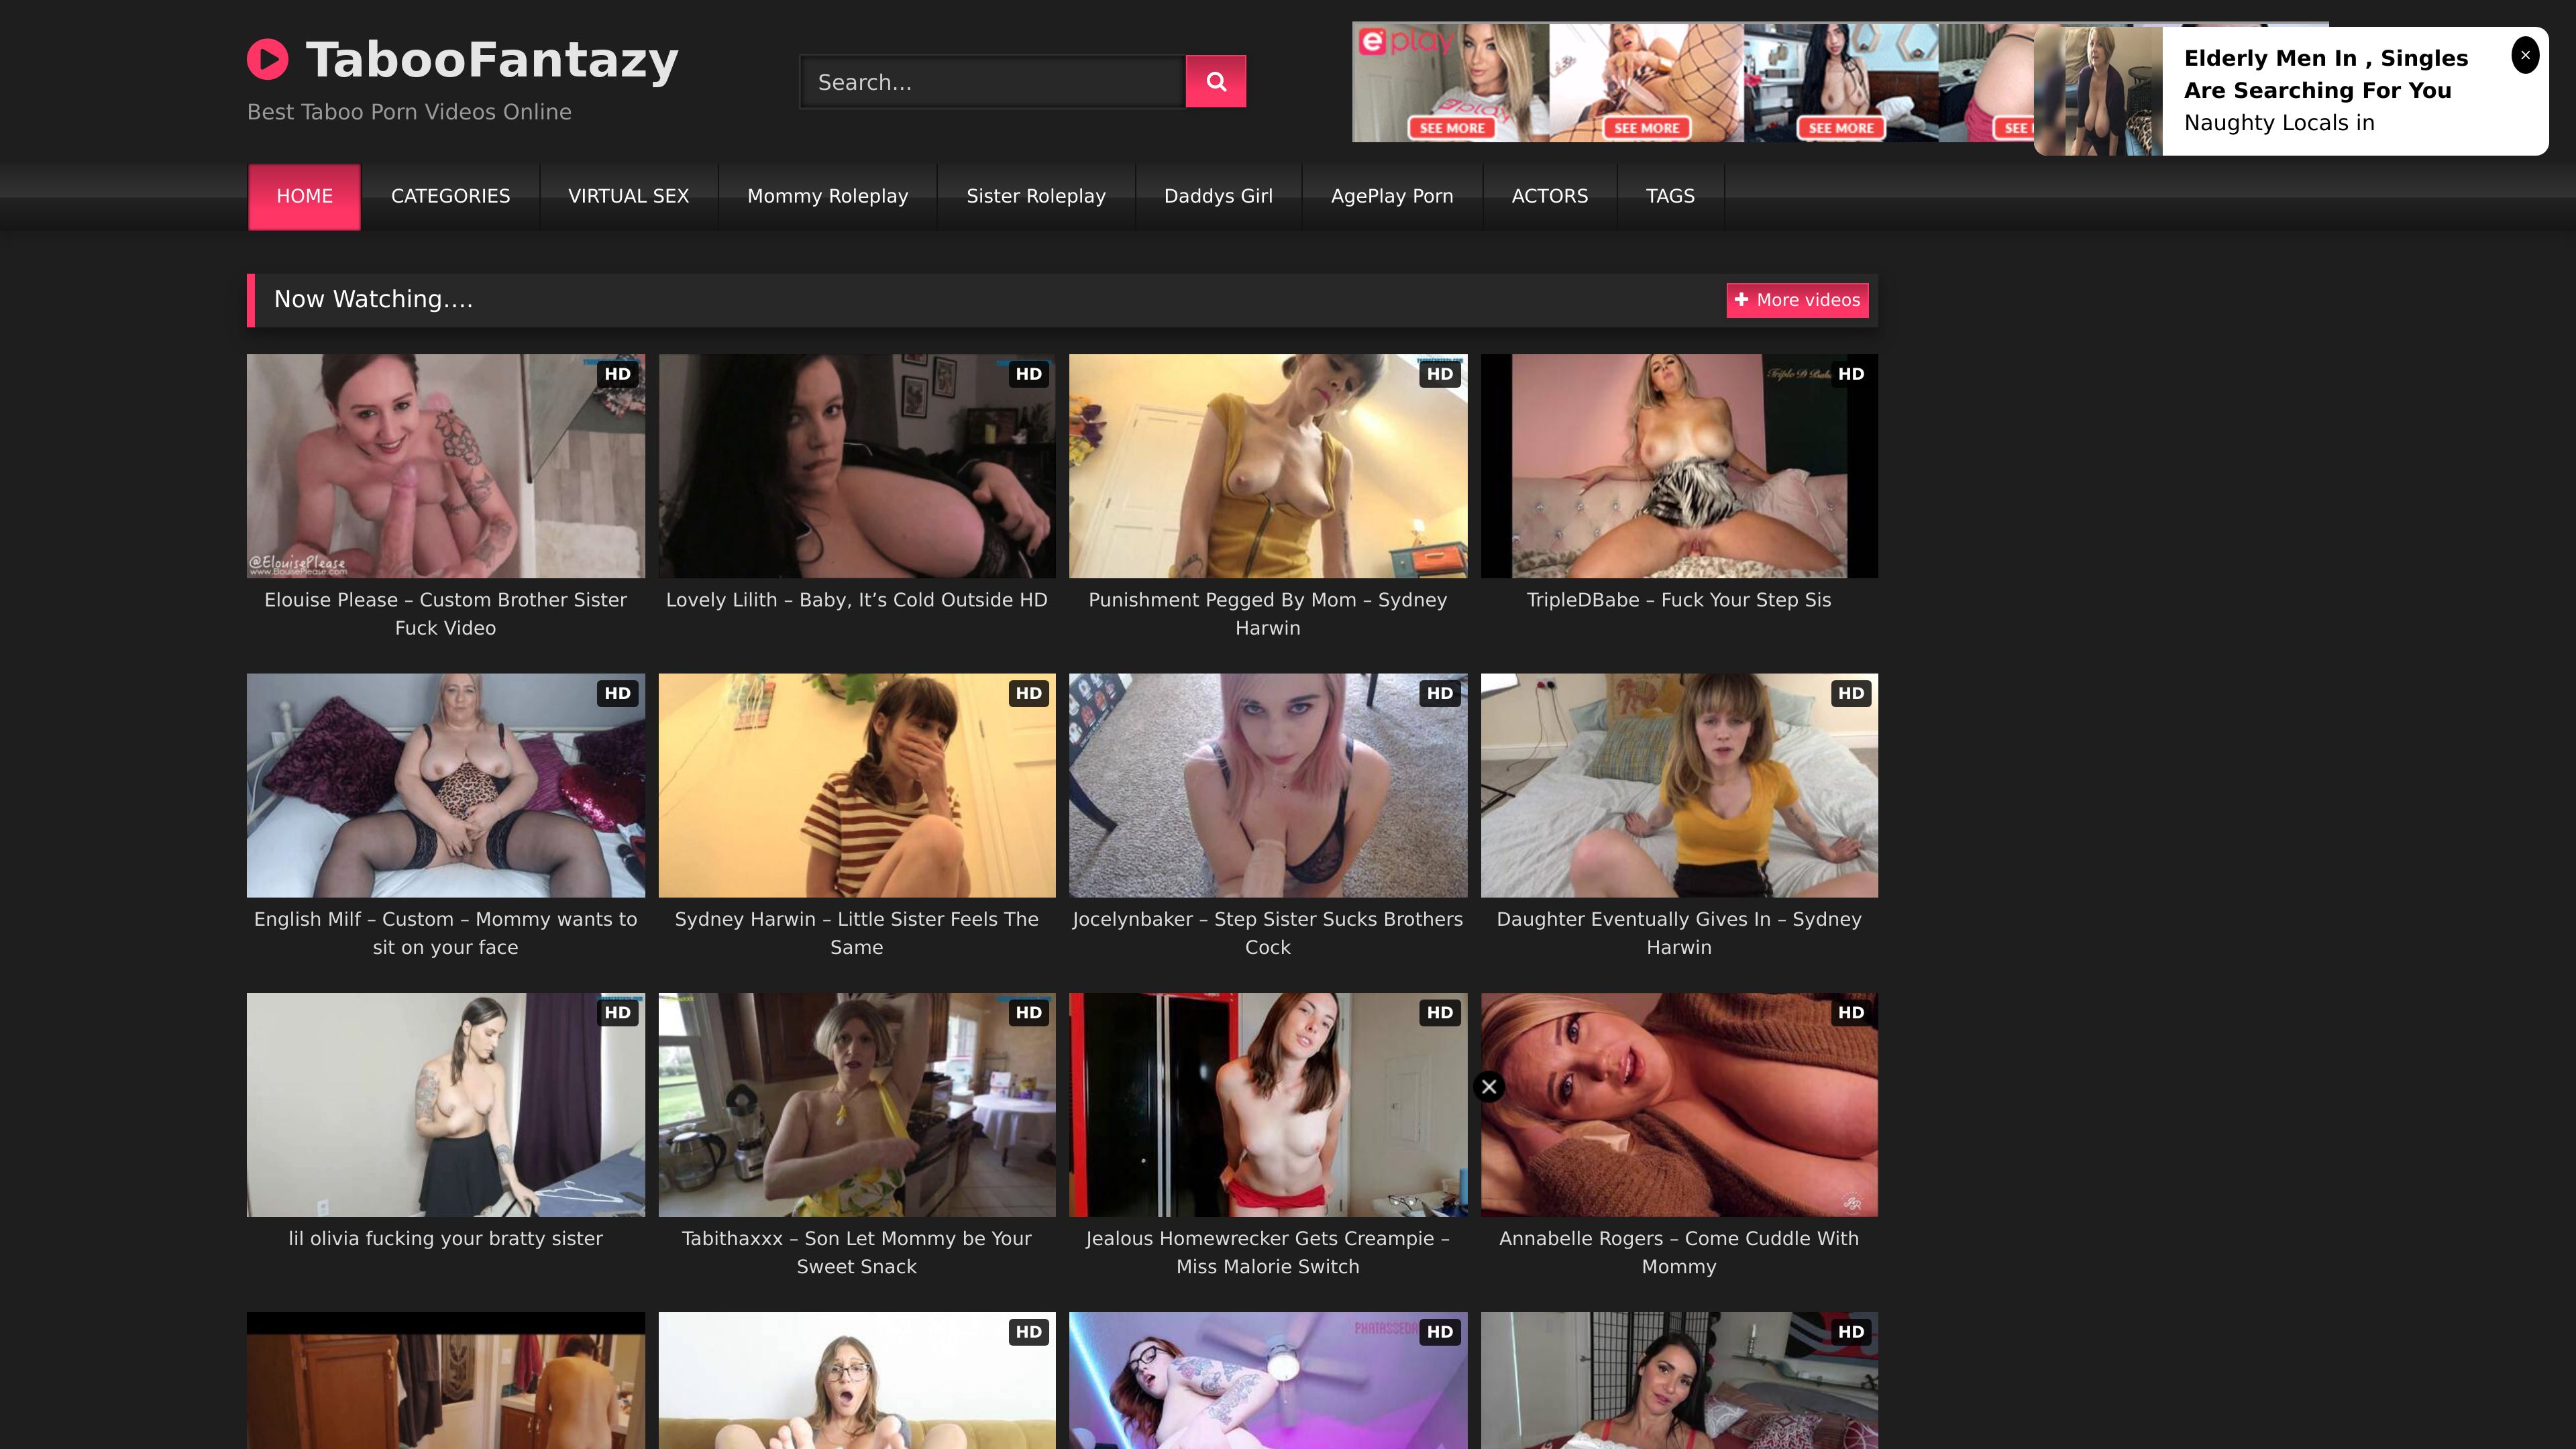 TabooFantazy
Best Taboo Porn Videos Online
Search...
e play
SEE MORE
SEE MORE
SEE MORE
Elderly Men In , Singles
Are Searching For You
Naughty Locals in
HOME
CATEGORIES
VIRTUAL SEX
Mommy Roleplay
Sister Roleplay
Daddys Girl
AgePlay Porn
ACTORS
TAGS
Now Watching....
More videos
HD
HD
HD
HD
@ElouisePlease
www.ElouisePlease.com
Elouise Please – Custom Brother Sister
Fuck Video
Lovely Lilith – Baby, It’s Cold Outside HD
Punishment Pegged By Mom – Sydney
Harwin
TripleDBabe – Fuck Your Step Sis
HD
HD
HD
HD
English Milf – Custom – Mommy wants to
sit on your face
Sydney Harwin – Little Sister Feels The
Same
Jocelynbaker – Step Sister Sucks Brothers
Cock
Daughter Eventually Gives In – Sydney
Harwin
HD
HD
HD
HD
lil olivia fucking your bratty sister
Tabithaxxx – Son Let Mommy be Your
Sweet Snack
Jealous Homewrecker Gets Creampie –
Miss Malorie Switch
Annabelle Rogers – Come Cuddle With
Mommy
HD
HD
HD